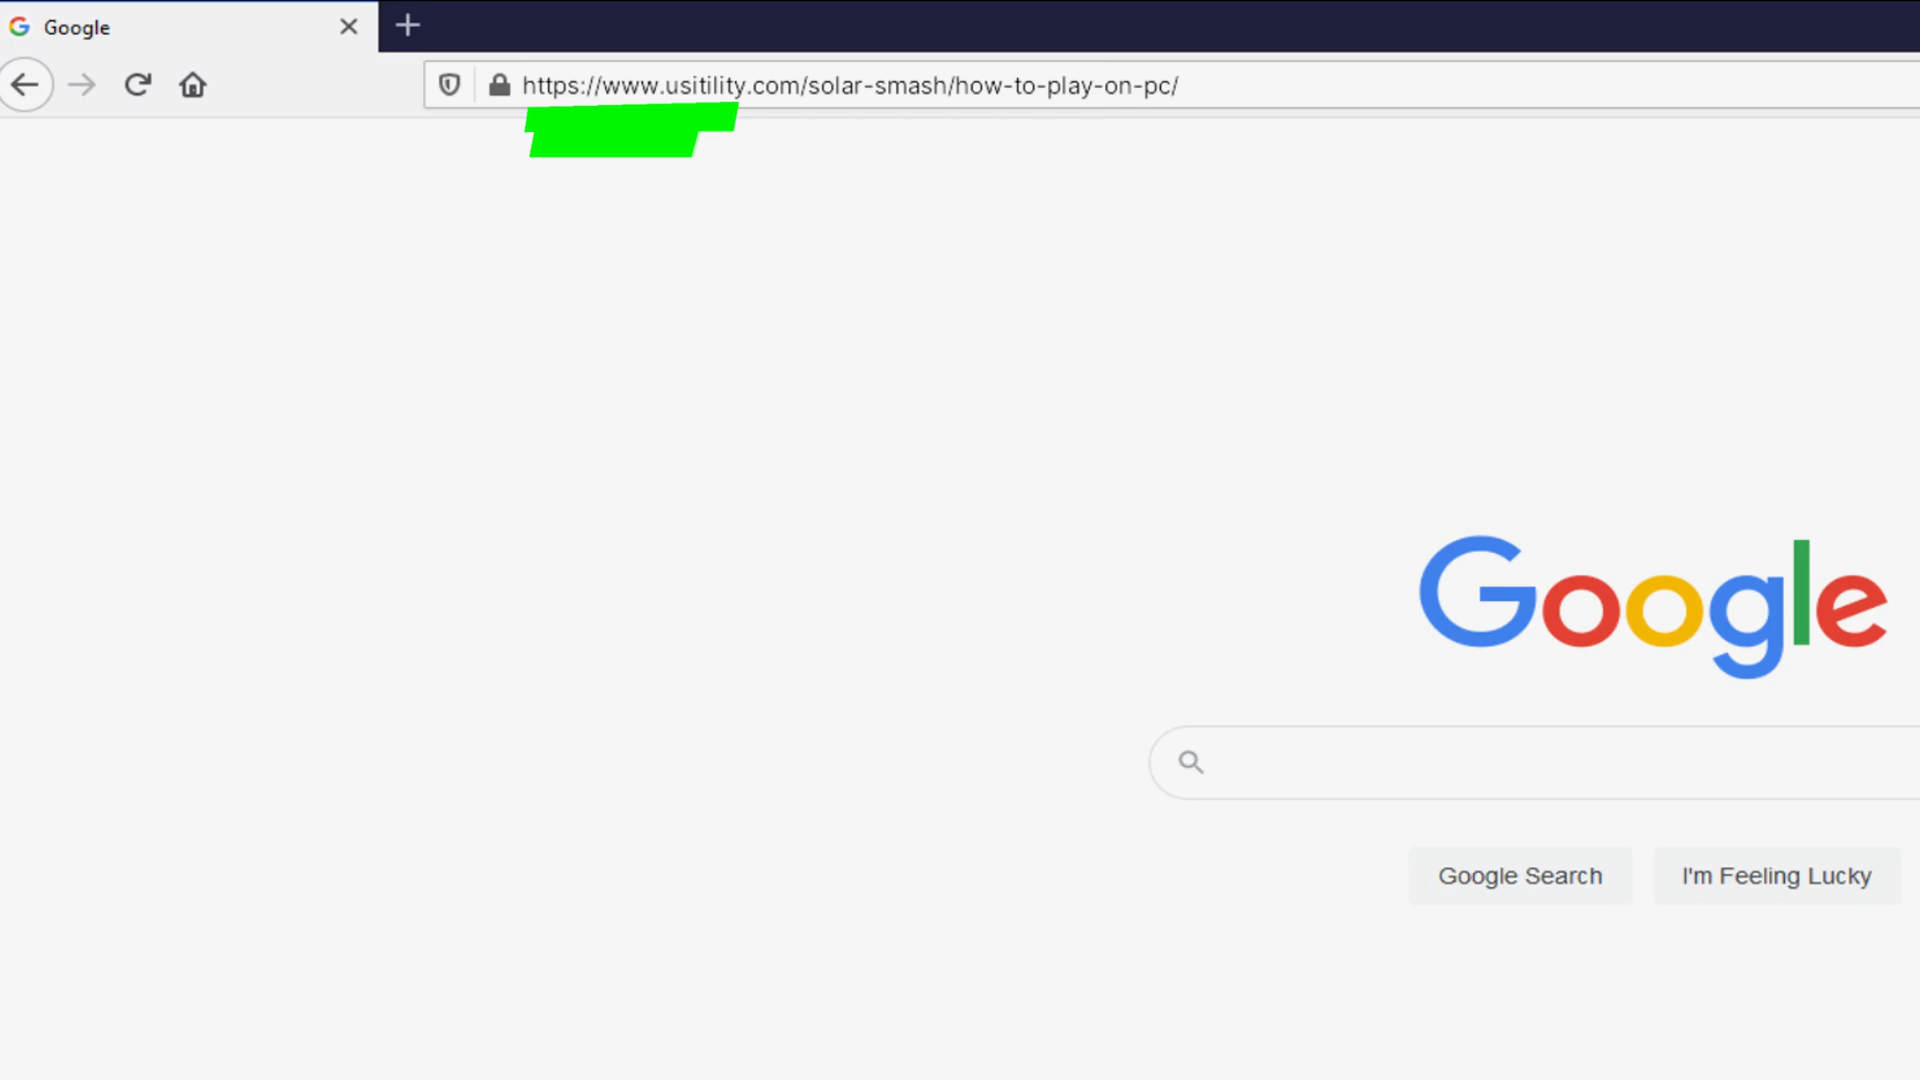 Google
https://www.usitility.com/solar-smash/how-to-play-on-pc/
Google
Google Search
I'm Feeling Lucky